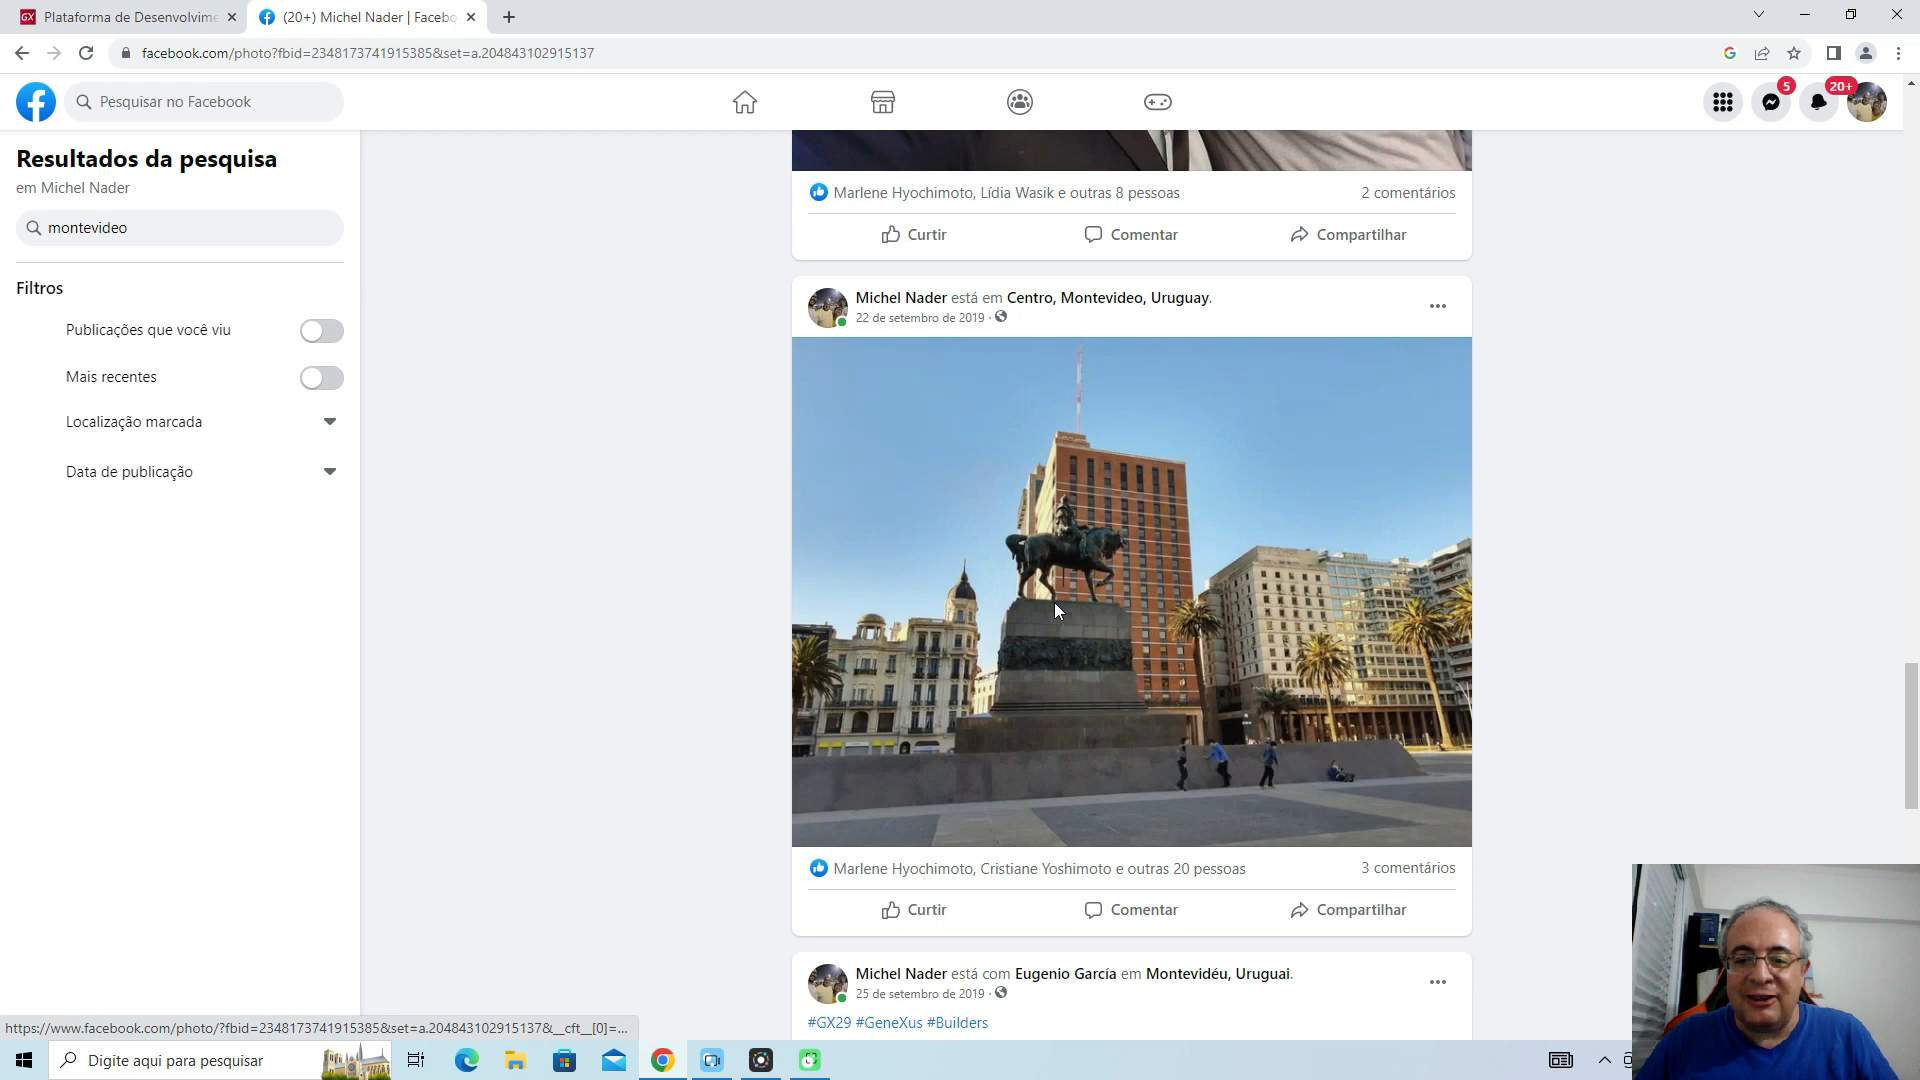 Plataforma de Desenvolvime
(20+) Michel Nader | Facebo
facebook.com/photo?fbid=2348173741915385&set=a.204843102915137
Pesquisar no Facebook
5
20+
Resultados da pesquisa
em Michel Nader
montevideo
Filtros
Publicações que você viu
Mais recentes
Localização marcada
Data de publicação
Marlene Hyochimoto, Lídia Wasik e outras 8 pessoas
2 comentários
Curtir
Comentar
Compartilhar
Michel Nader está em Centro, Montevideo, Uruguay.
22 de setembro de 2019 ·
Marlene Hyochimoto, Cristiane Yoshimoto e outras 20 pessoas
3 comentários
Curtir
Comentar
Compartilhar
Michel Nader está com Eugenio García em Montevidéu, Uruguai.
25 de setembro de 2019 ·
#GX29 #GeneXus #Builders
https://www.facebook.com/photo/?fbid=2348173741915385&set=a.204843102915137&__cft__[0]=...
Digite aqui para pesquisar